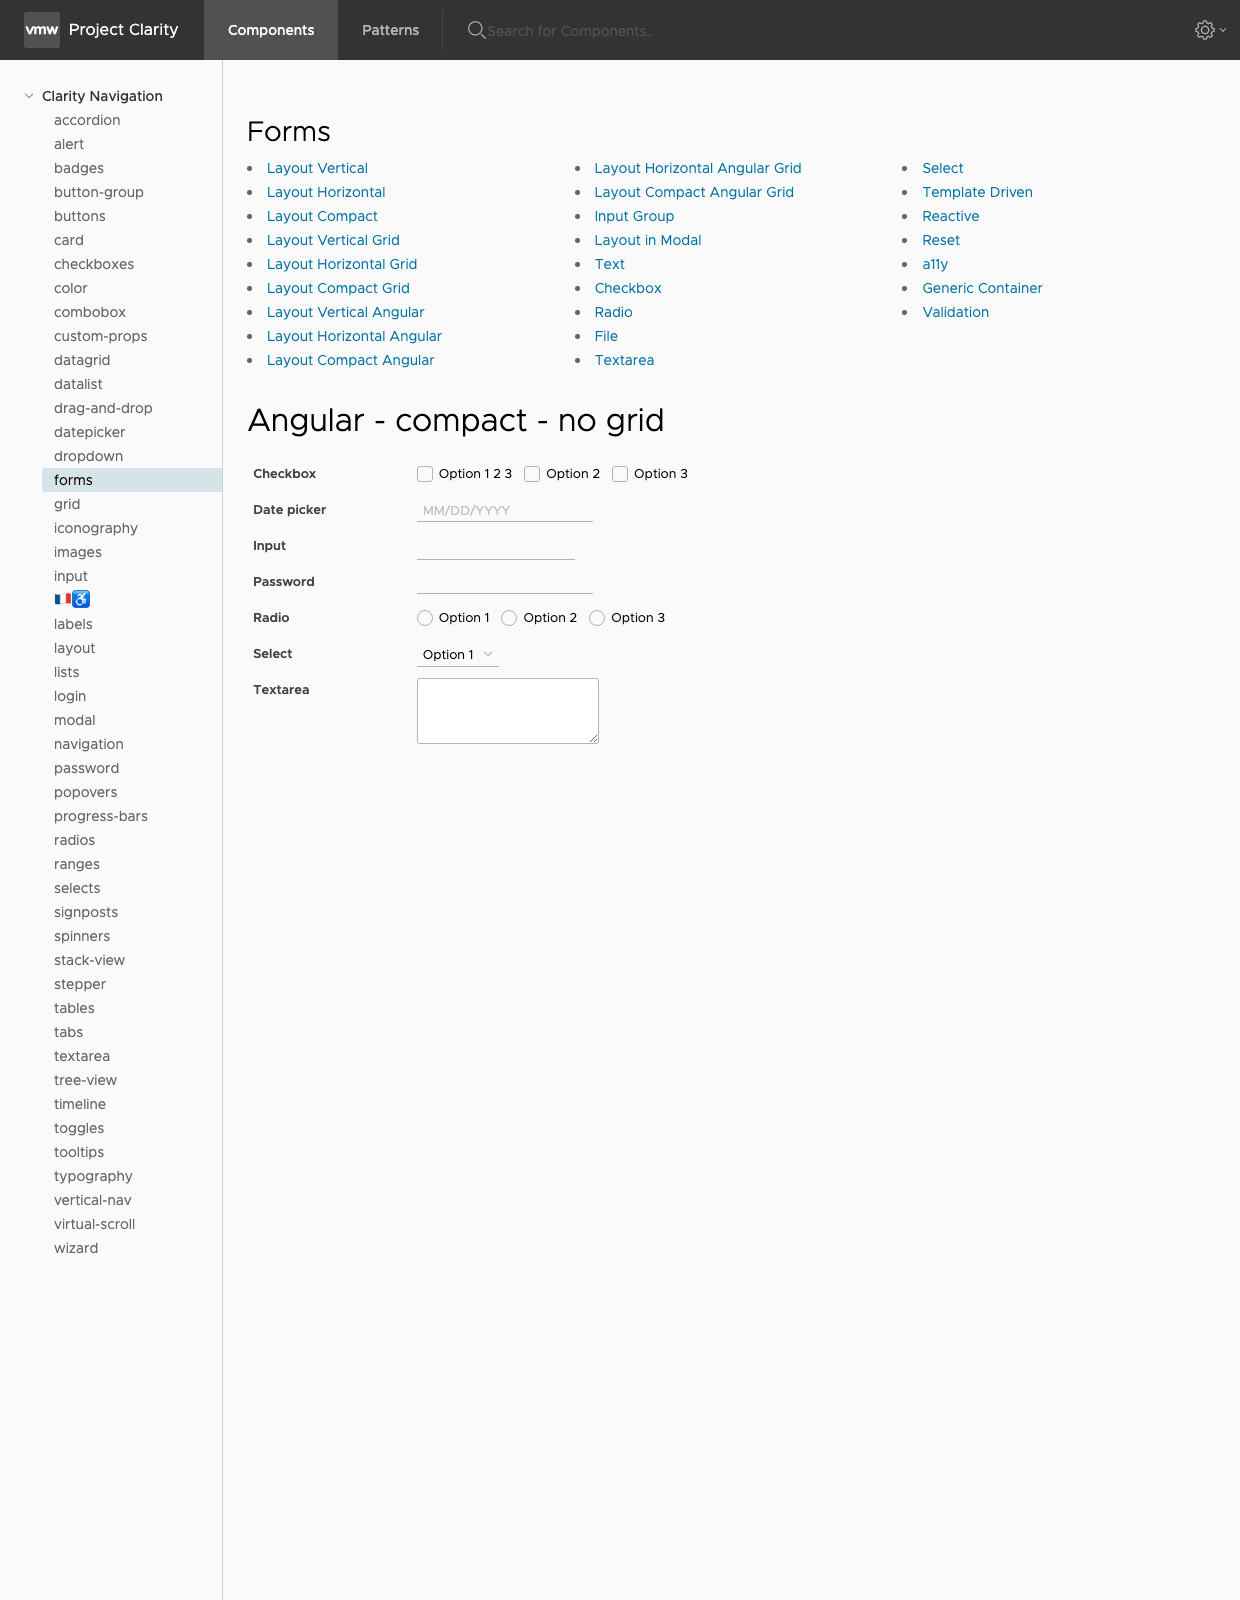 vmw Project Clarity Components Patterns Search for Components..
Clarity Navigation
accordion
alert
badges
button-group
buttons
card
checkboxes
color
combobox
custom-props
datagrid
datalist
drag-and-drop
datepicker
dropdown
forms
grid
iconography
images
input
🇫🇷♿
labels
layout
lists
login
modal
navigation
password
popovers
progress-bars
radios
ranges
selects
signposts
spinners
stack-view
stepper
tables
tabs
textarea
tree-view
timeline
toggles
tooltips
typography
vertical-nav
virtual-scroll
wizard
Forms
Layout Vertical
Layout Horizontal
Layout Compact
Layout Vertical Grid
Layout Horizontal Grid
Layout Compact Grid
Layout Vertical Angular
Layout Horizontal Angular
Layout Compact Angular
Layout Horizontal Angular Grid
Layout Compact Angular Grid
Input Group
Layout in Modal
Text
Checkbox
Radio
File
Textarea
Select
Template Driven
Reactive
Reset
a11y
Generic Container
Validation
Angular - compact - no grid
Checkbox Option 1 2 3 Option 2 Option 3
Date picker MM/DD/YYYY
Input
Password
Radio Option 1 Option 2 Option 3
Select Option 1
Textarea